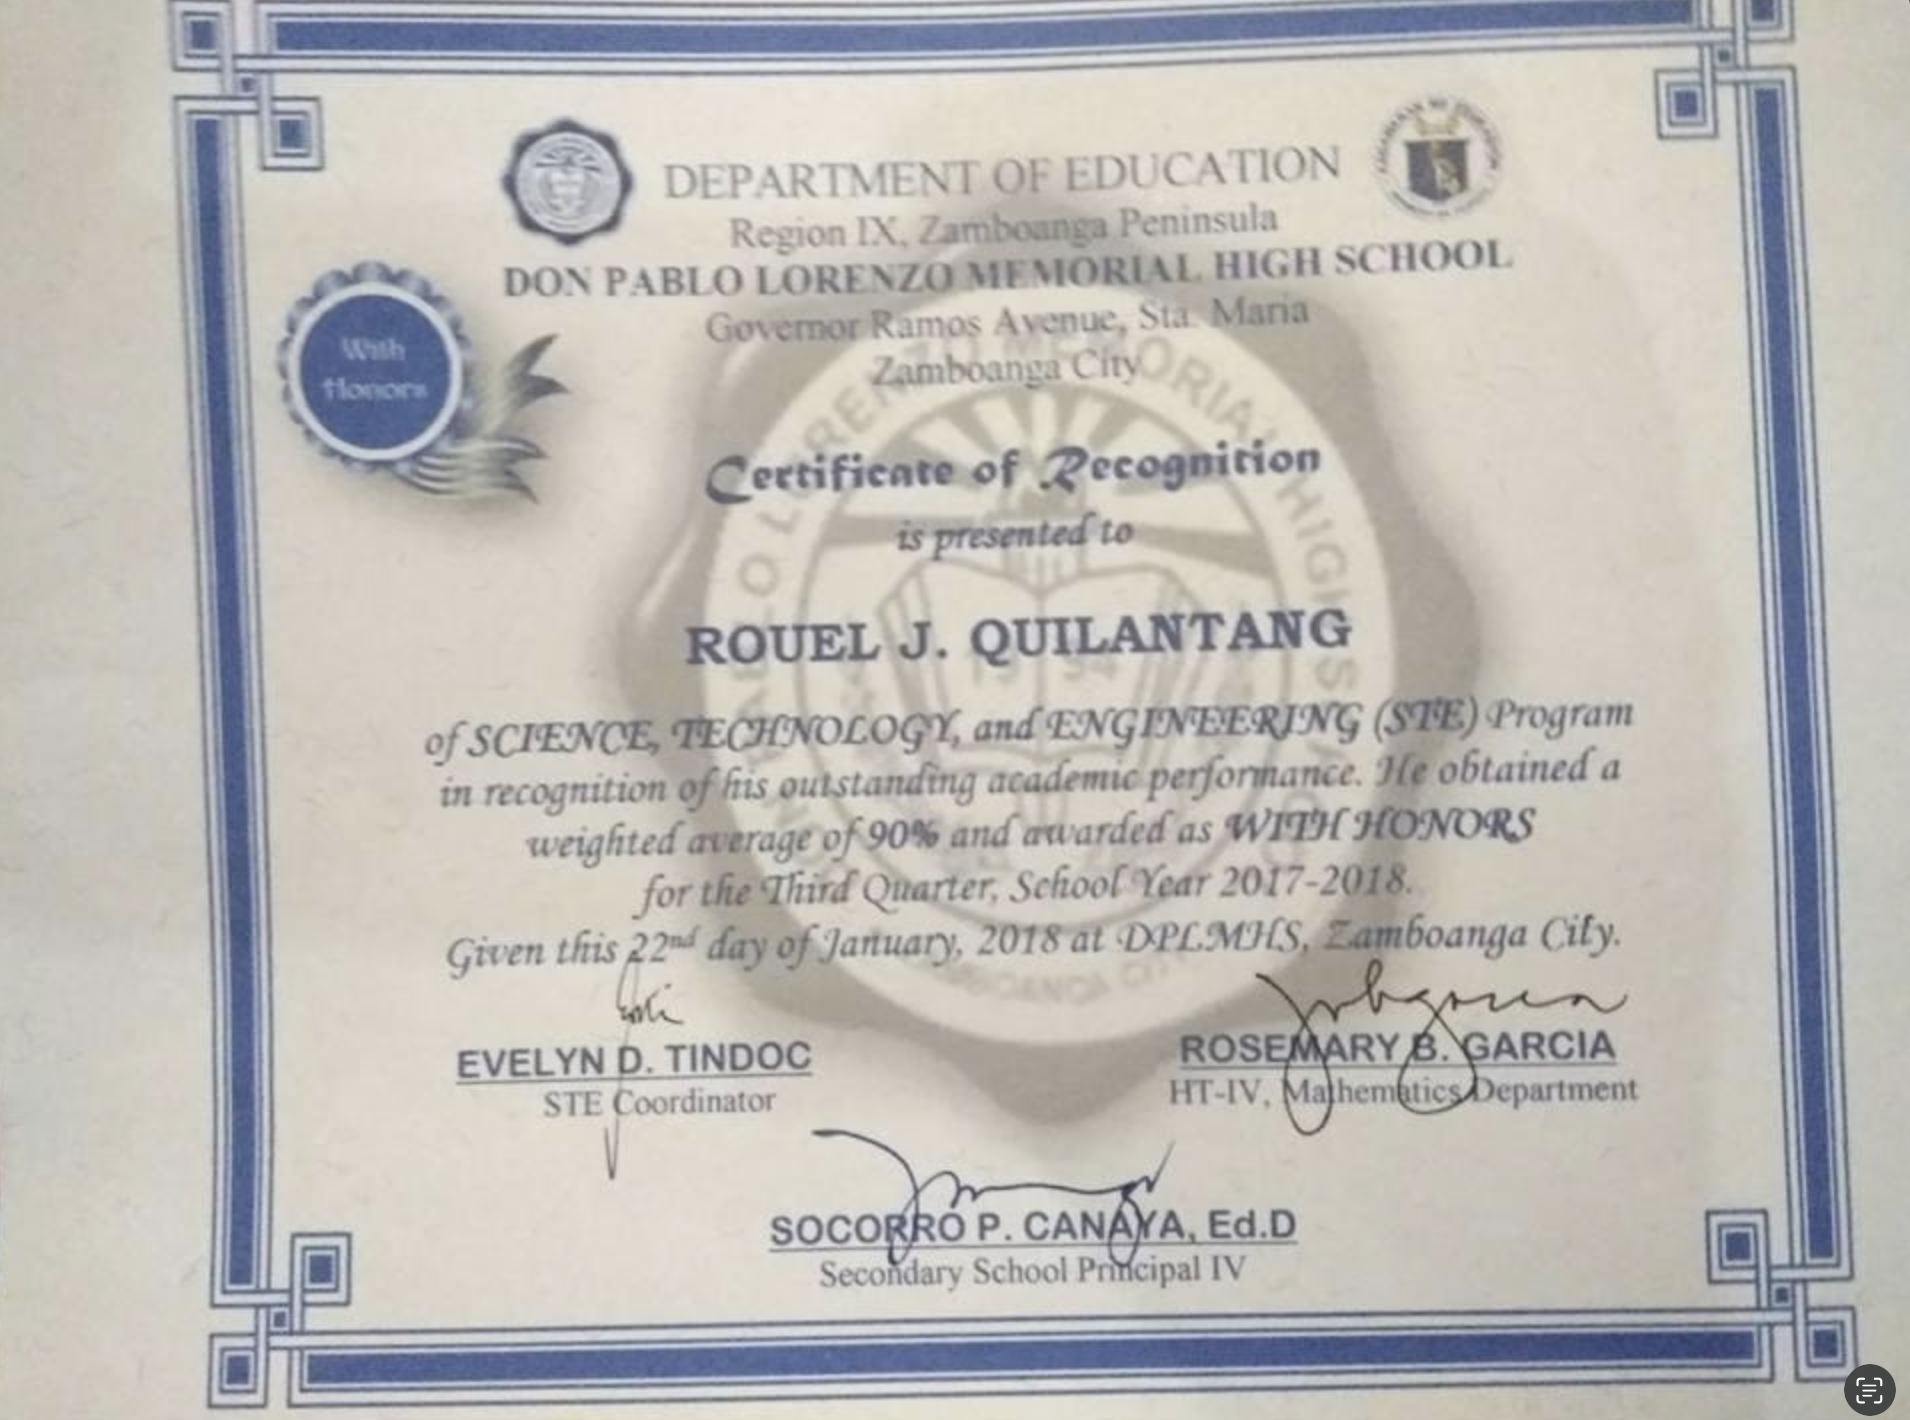 DEPARTMENT OF EDUCATION
Region IX, Zamboanga Peninsula
DON PABLO LORENZO MEMORIAL HIGH SCHOOL
Governor Ramos Avenue, Sta. Maria
Zamboanga City
With
Honors
Certificate of Recognition
is presented to
ROUEL J. QUILANTANG
of SCIENCE, TECHNOLOGY, and ENGINEERING (STE) Program
in recognition of his outstanding academic performance. He obtained a
weighted average of 90% and awarded as WITH HONORS
for the Third Quarter, School Year 2017-2018.
Given this 22nd day of January, 2018 at DPLMHS, Zamboanga City.
EVELYN D. TINDOC
STE Coordinator
ROSEMARY B. GARCIA
HT-IV, Mathematics Department
SOCORRO P. CANAYA, Ed.D
Secondary School Principal IV